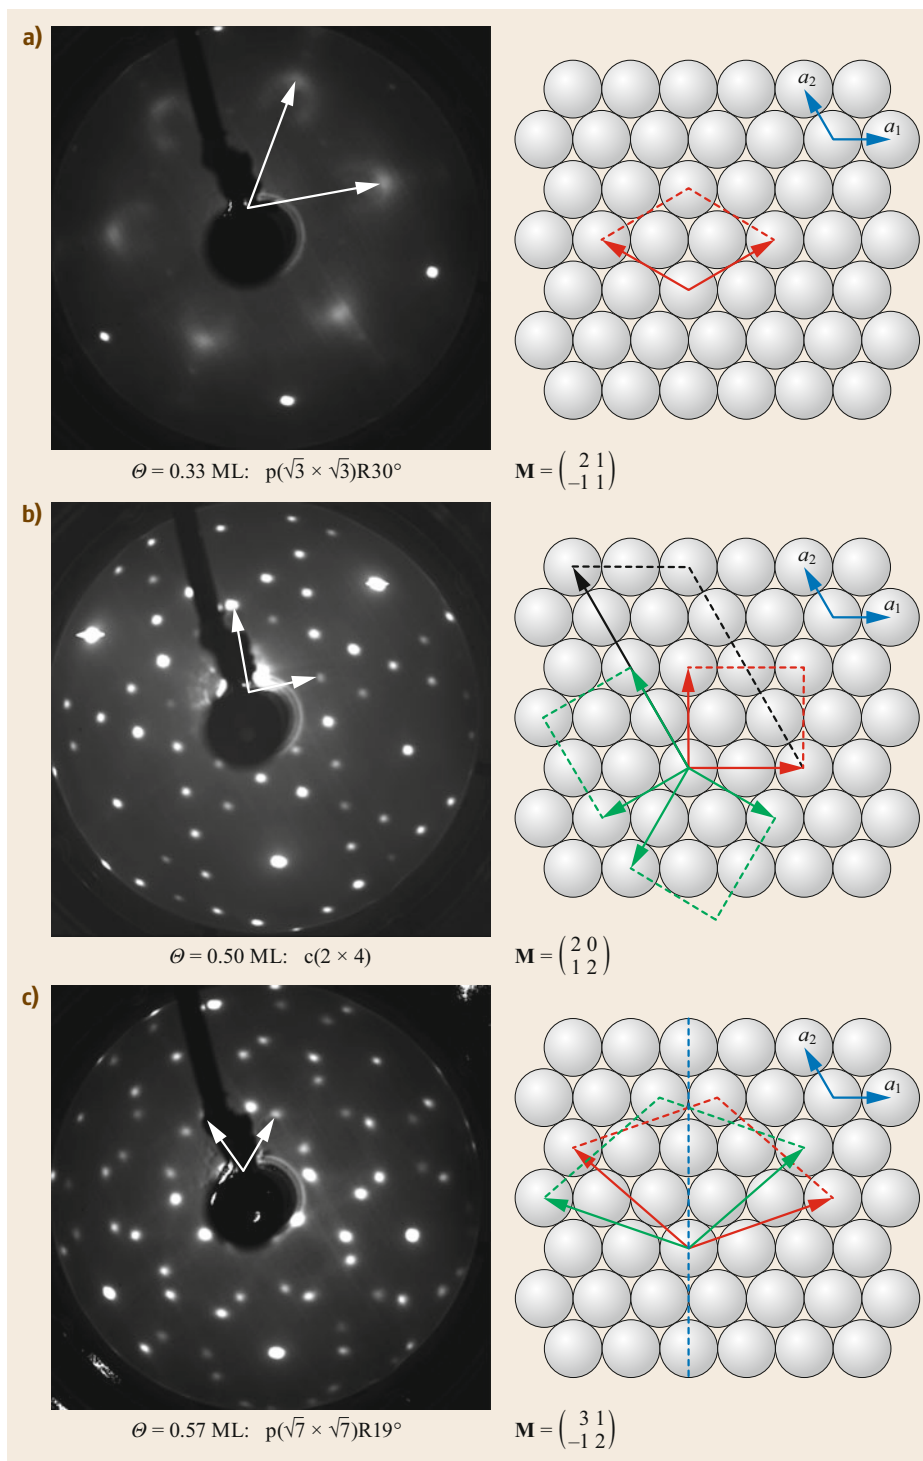 a)
a2
a1
Θ = 0.33 ML: p(√3 × √3)R30°
M = ( 2 1
−1 1 )
b)
a2
a1
Θ = 0.50 ML: c(2 × 4)
M = ( 2 0
1 2 )
c)
a2
a1
Θ = 0.57 ML: p(√7 × √7)R19°
M = ( 3 1
−1 2 )